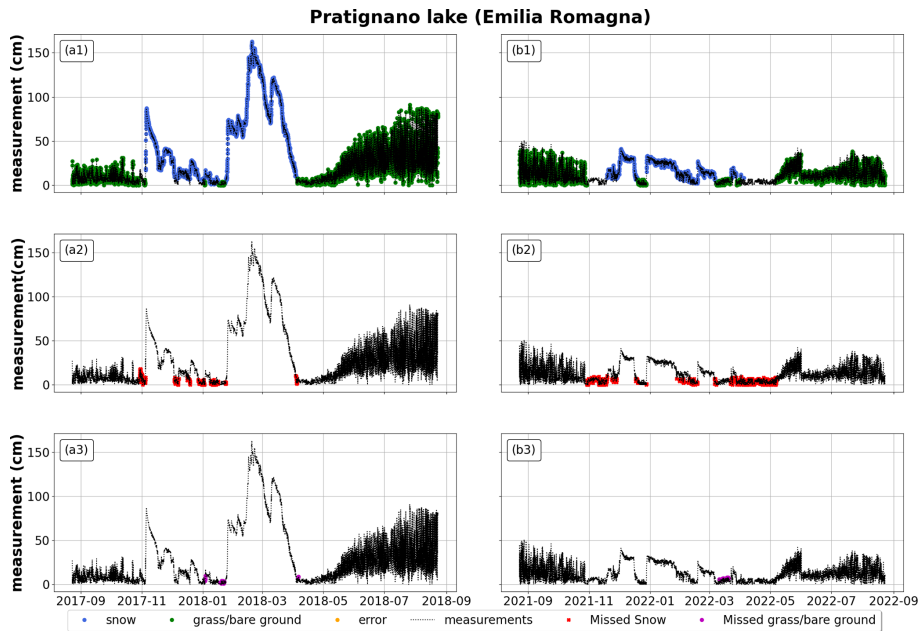 Pratignano lake (Emilia Romagna)
measurement (cm)
150
100
50
0
(a1)
(b1)
measurement(cm)
150
100
50
0
(a2)
(b2)
measurement (cm)
150
100
50
0
(a3)
(b3)
2017-09 2017-11 2018-01 2018-03 2018-05 2018-07 2018-09
2021-09 2021-11 2022-01 2022-03 2022-05 2022-07 2022-09
snow grass/bare ground error measurements Missed Snow Missed grass/bare ground